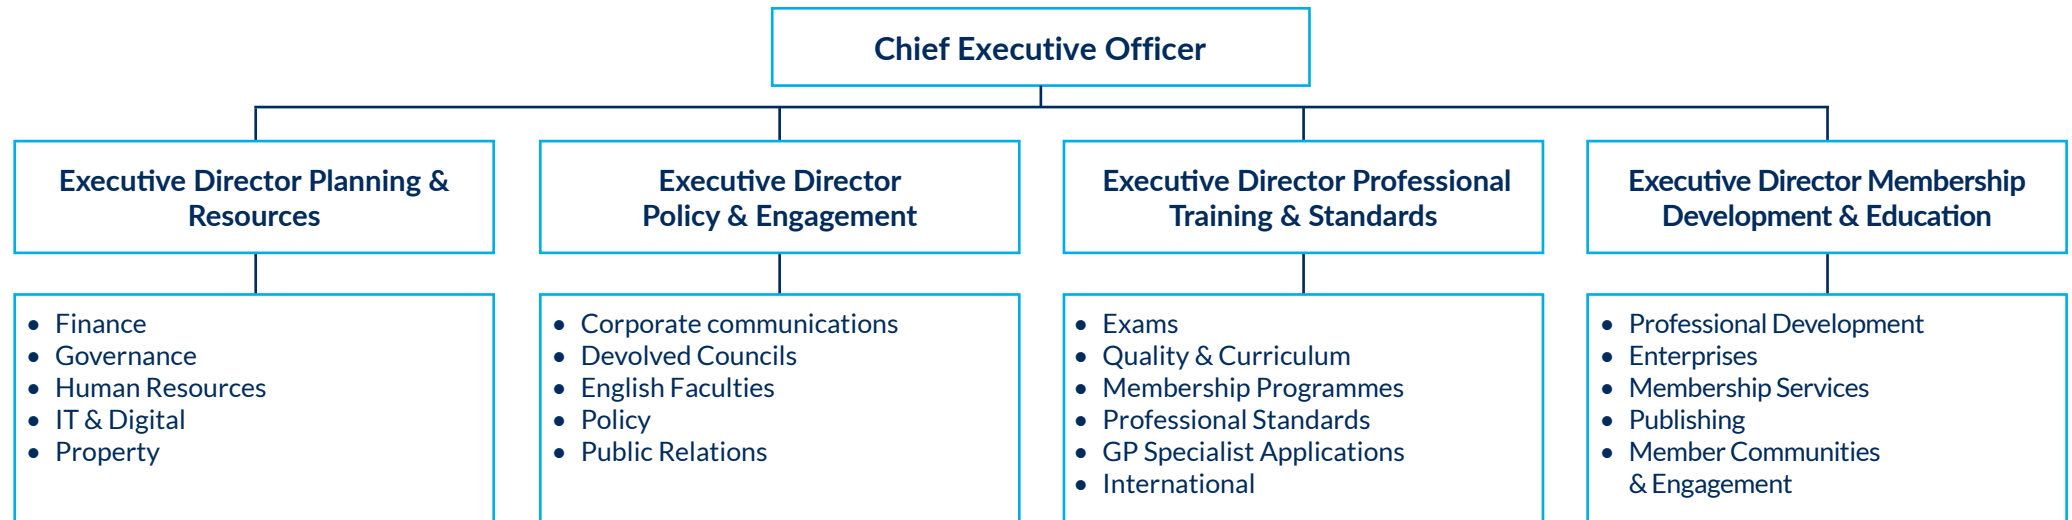 Chief Executive Officer
Executive Director Planning &
Resources
Executive Director
Policy & Engagement
Executive Director Professional
Training & Standards
Executive Director Membership
Development & Education
• Finance
• Governance
• Human Resources
• IT & Digital
• Property
• Corporate communications
• Devolved Councils
• English Faculties
• Policy
• Public Relations
• Exams
• Quality & Curriculum
• Membership Programmes
• Professional Standards
• GP Specialist Applications
• International
• Professional Development
• Enterprises
• Membership Services
• Publishing
• Member Communities
& Engagement